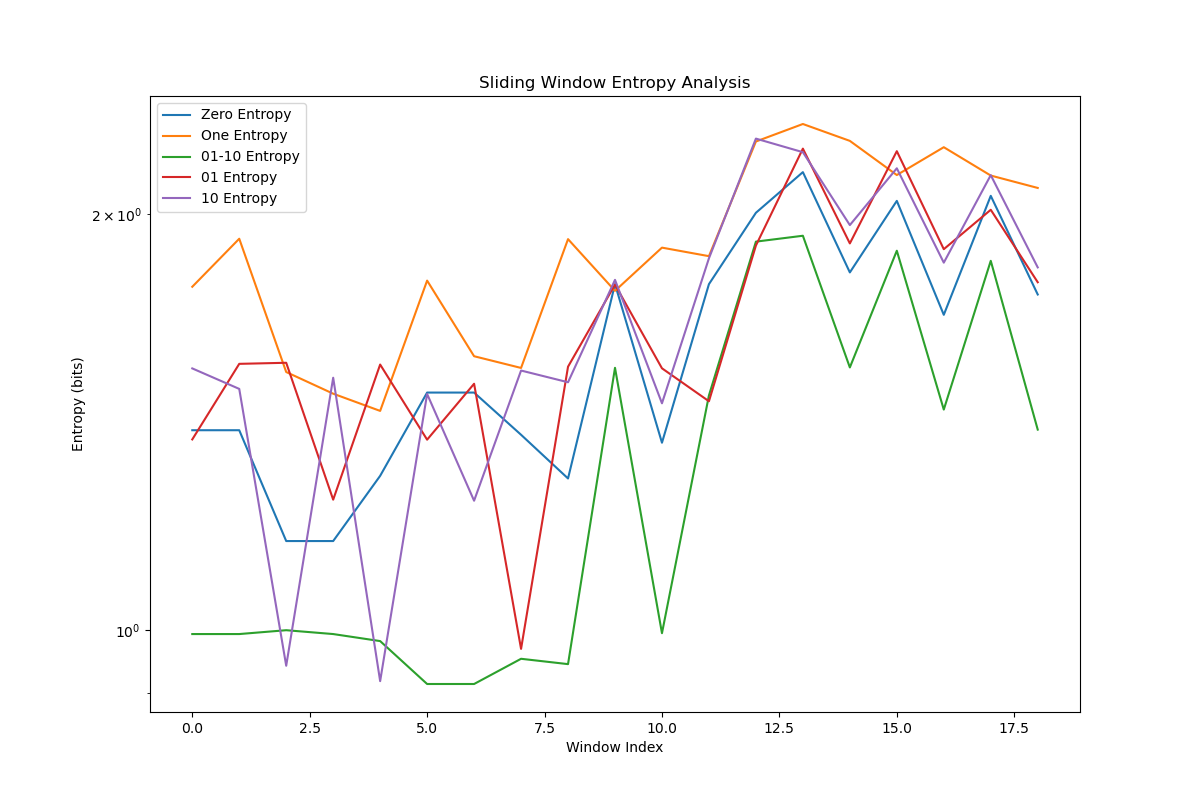 Sliding Window Entropy Analysis
Zero Entropy
One Entropy
01-10 Entropy
01 Entropy
10 Entropy
2 × 10⁰
10⁰
Entropy (bits)
0.0 2.5 5.0 7.5 10.0 12.5 15.0 17.5
Window Index